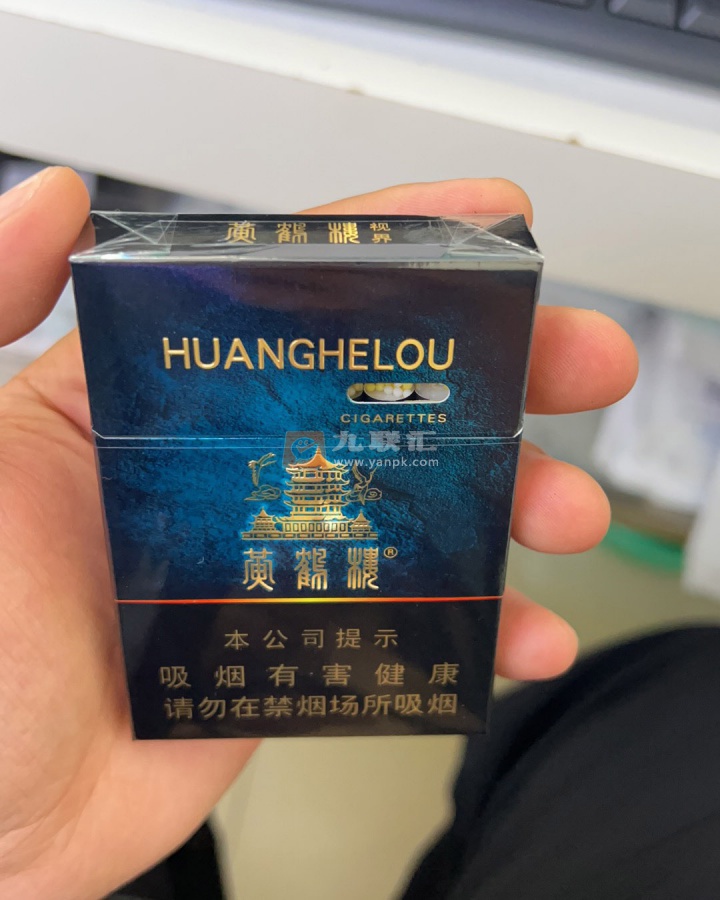 黄鹤楼 视界
HUANGHELOU
CIGARETTES
九联汇
www.yanpk.com
黄鹤楼®
本公司提示
吸烟有害健康
请勿在禁烟场所吸烟